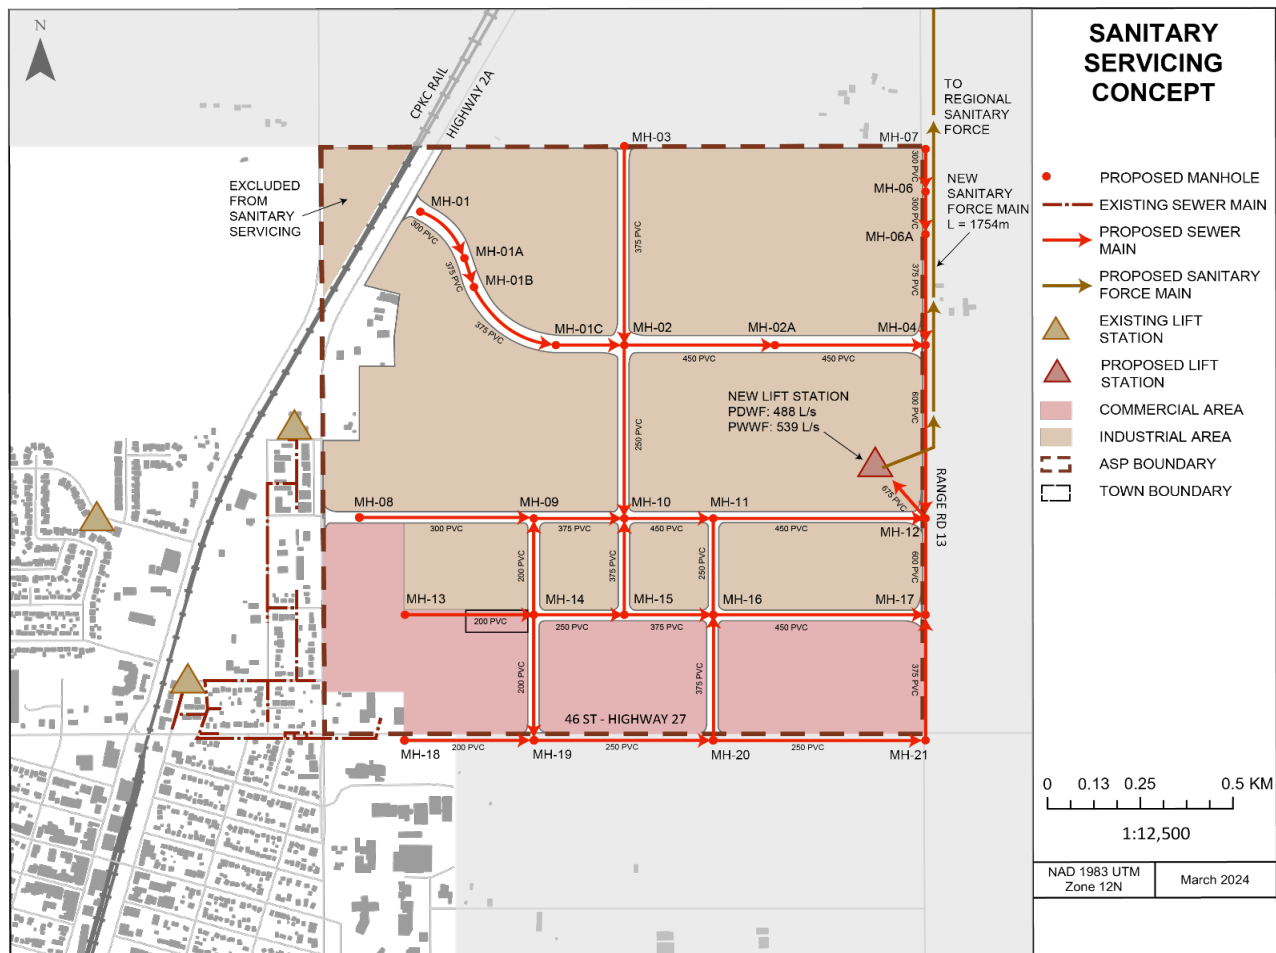 SANITARY
SERVICING
CONCEPT
N
CPKC RAIL
HIGHWAY 2A
TO
REGIONAL
SANITARY
FORCE
NEW
SANITARY
FORCE MAIN
L = 1754m
EXCLUDED
FROM
SANITARY
SERVICING
MH-03
MH-07
300 PVC
MH-06
300 PVC
MH-06A
375 PVC
MH-01
300 PVC
MH-01A
375 PVC
MH-01B
375 PVC
375 PVC
MH-01C
MH-02
MH-02A
MH-04
450 PVC
450 PVC
NEW LIFT STATION
PDWF: 488 L/s
PWWF: 539 L/s
250 PVC
600 PVC
675 PVC
RANGE RD 13
MH-08
MH-09
MH-10
MH-11
MH-12
300 PVC
375 PVC
450 PVC
450 PVC
200 PVC
375 PVC
250 PVC
600 PVC
MH-13
MH-14
MH-15
MH-16
MH-17
200 PVC
250 PVC
375 PVC
450 PVC
200 PVC
375 PVC
375 PVC
46 ST - HIGHWAY 27
MH-18
200 PVC
MH-19
250 PVC
MH-20
250 PVC
MH-21
PROPOSED MANHOLE
EXISTING SEWER MAIN
PROPOSED SEWER
MAIN
PROPOSED SANITARY
FORCE MAIN
EXISTING LIFT
STATION
PROPOSED LIFT
STATION
COMMERCIAL AREA
INDUSTRIAL AREA
ASP BOUNDARY
TOWN BOUNDARY
0 0.13 0.25 0.5 KM
1:12,500
NAD 1983 UTM
Zone 12N
March 2024